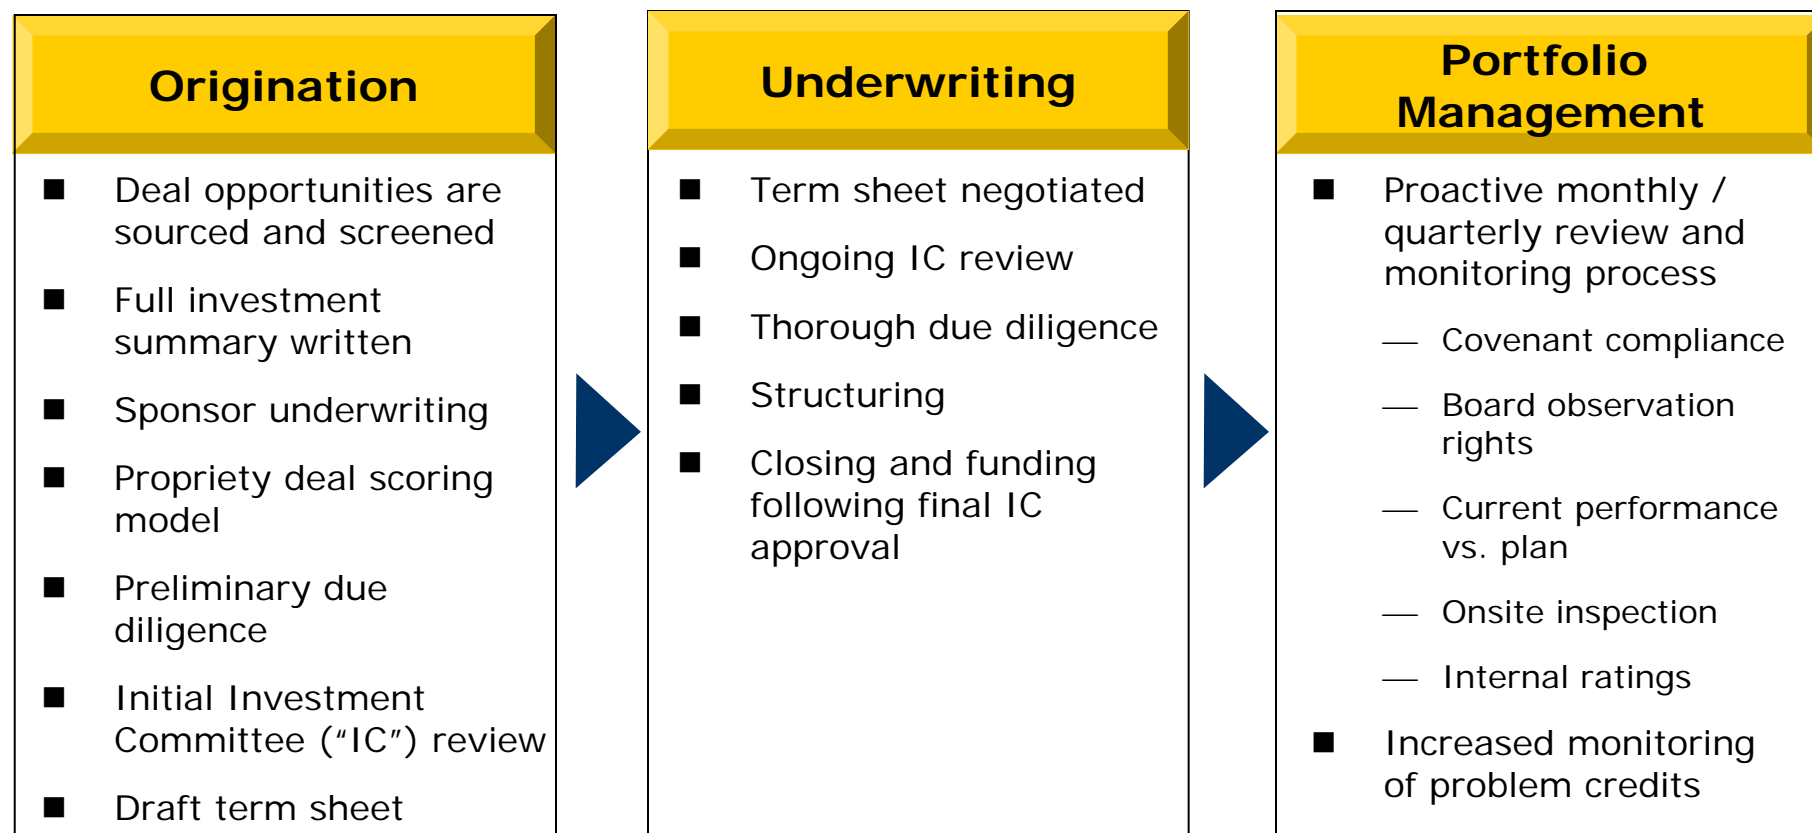 Origination
Deal opportunities are
sourced and screened
Full investment
summary written
Sponsor underwriting
Propriety deal scoring
model
Preliminary due
diligence
Initial Investment
Committee (“IC”) review
Draft term sheet
Underwriting
Term sheet negotiated
Ongoing IC review
Thorough due diligence
Structuring
Closing and funding
following final IC
approval
Portfolio
Management
Proactive monthly /
quarterly review and
monitoring process
— Covenant compliance
— Board observation
rights
— Current performance
vs. plan
— Onsite inspection
— Internal ratings
Increased monitoring
of problem credits